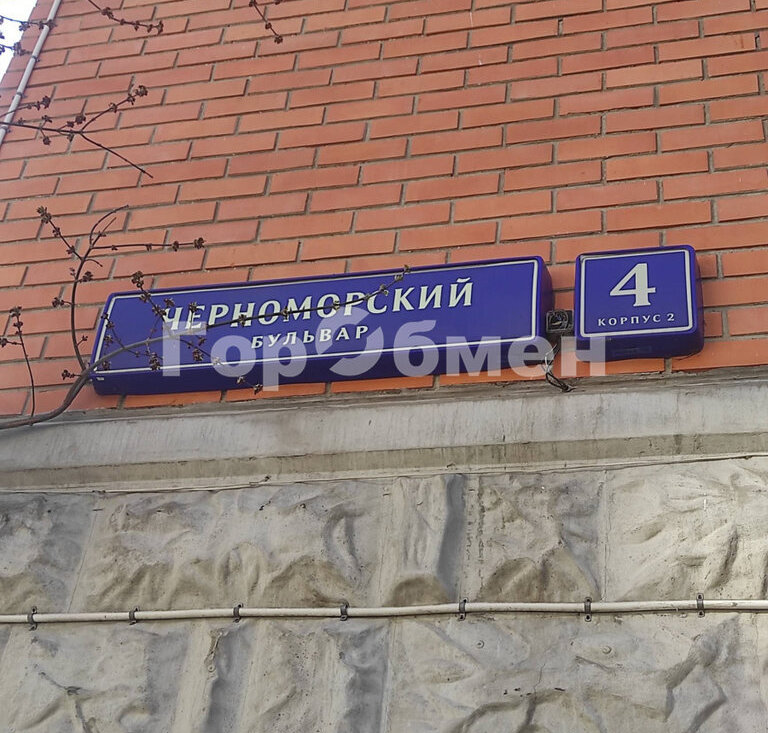 ЧЕРНОМОРСКИЙ
БУЛЬВАР
4
КОРПУС 2
ГорОбмен